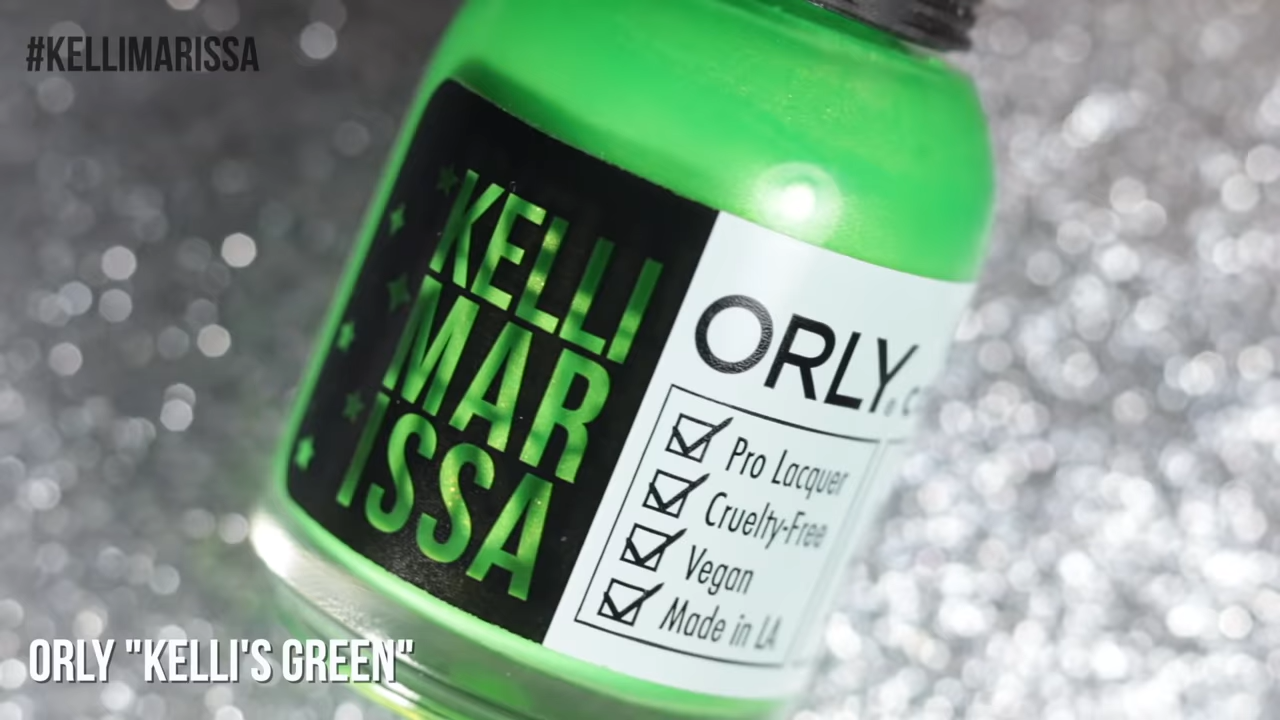 #KELLIMARISSA
KELLI
MAR
ISSA
ORLY
Pro Lacquer
Cruelty-Free
Vegan
Made in LA
ORLY "KELLI'S GREEN"